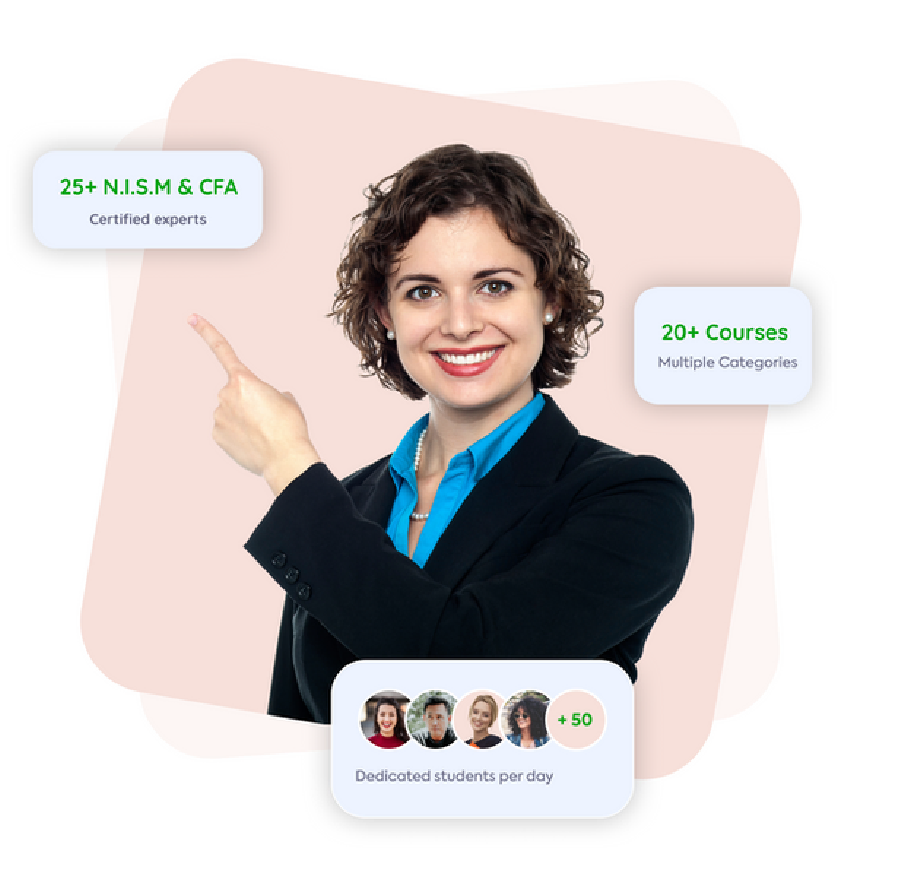 25+ N.I.S.M & CFA
Certified experts
20+ Courses
Multiple Categories
+ 50
Dedicated students per day